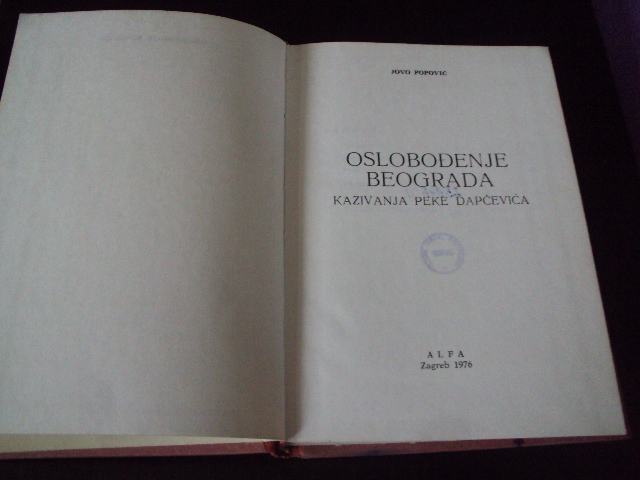 JOVO POPOVIĆ
OSLOBOĐENJE
BEOGRADA
KAZIVANJA PEKE DAPČEVIĆA
ALFA
Zagreb 1976